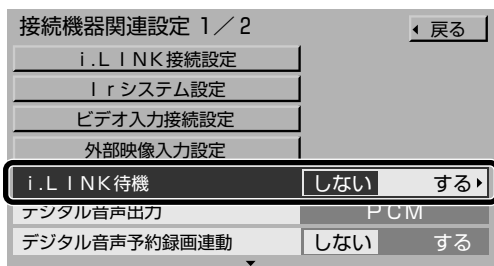 接続機器関連設定 1／2
戻る
i.LINK接続設定
Irシステム設定
ビデオ入力接続設定
外部映像入力設定
i.LINK待機 しない する
デジタル音声出力 PCM
デジタル音声予約録画連動 しない する